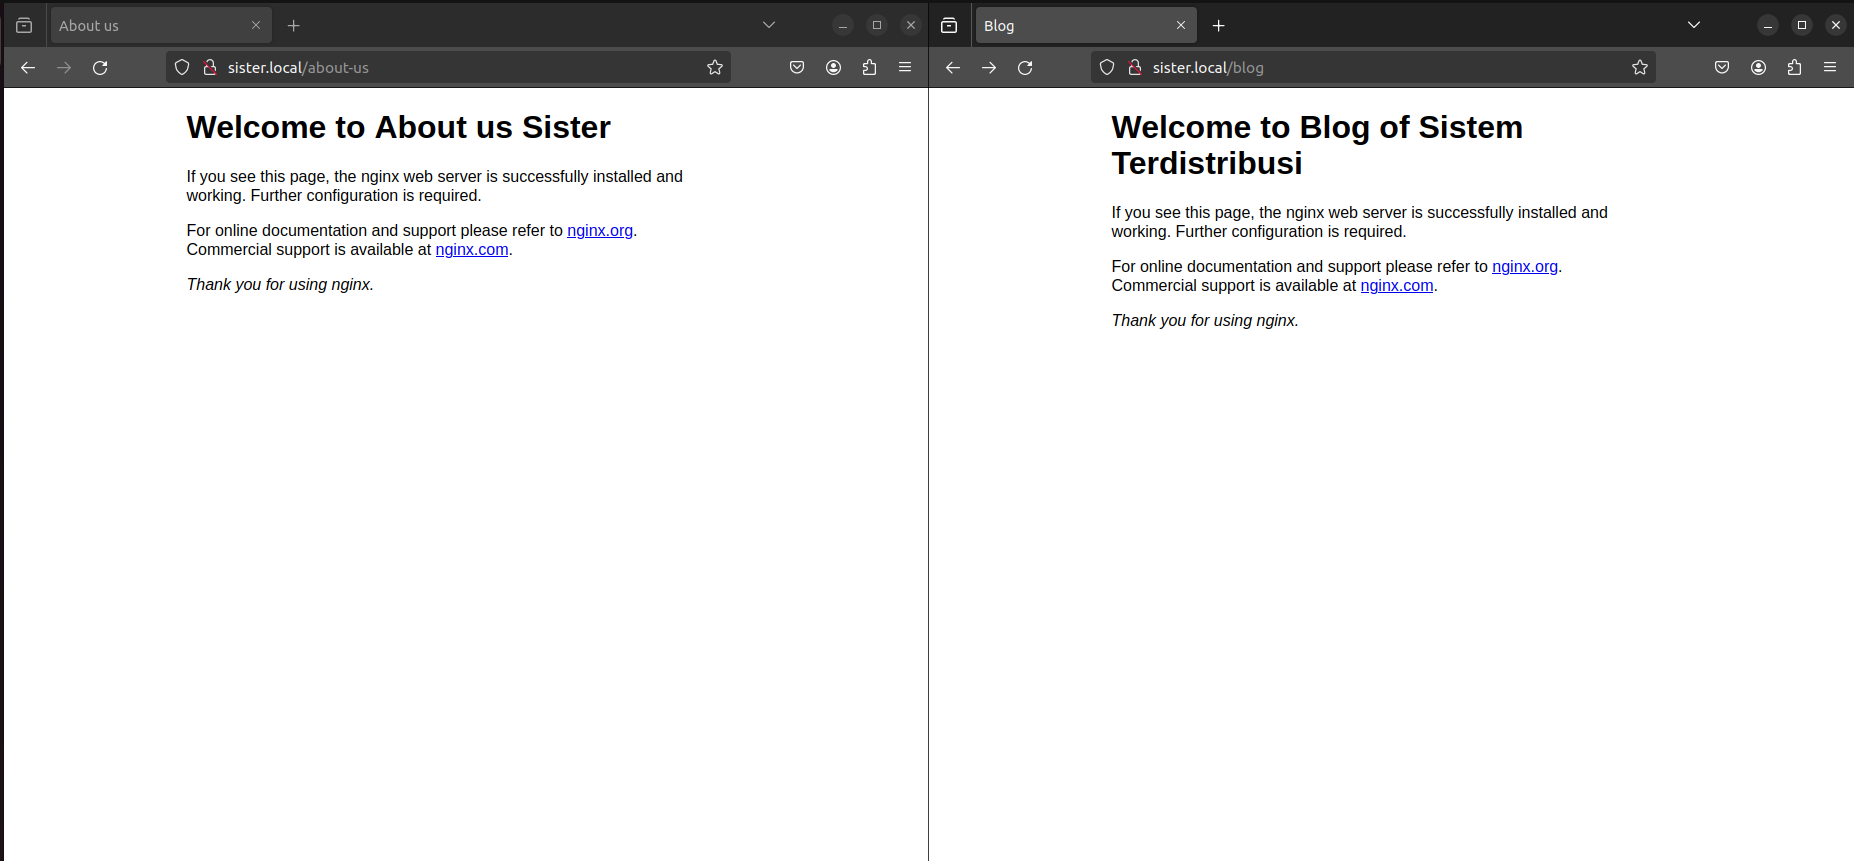 About us
sister.local/about-us
Welcome to About us Sister
If you see this page, the nginx web server is successfully installed and
working. Further configuration is required.
For online documentation and support please refer to nginx.org.
Commercial support is available at nginx.com.
Thank you for using nginx.
Blog
sister.local/blog
Welcome to Blog of Sistem
Terdistribusi
If you see this page, the nginx web server is successfully installed and
working. Further configuration is required.
For online documentation and support please refer to nginx.org.
Commercial support is available at nginx.com.
Thank you for using nginx.